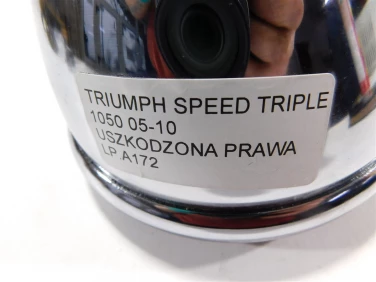 TRIUMPH SPEED TRIPLE
1050 05-10
USZKODZONA PRAWA
LP.A172